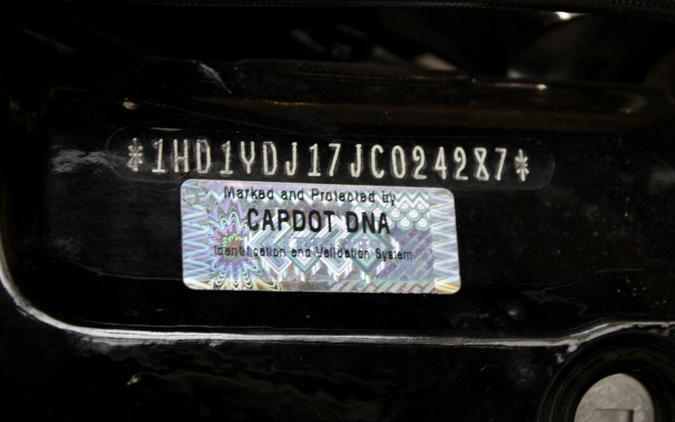 *1HD1YDJ17JC024287*
Marked and Protected by
CAPDOT DNA
Identification and Validation System